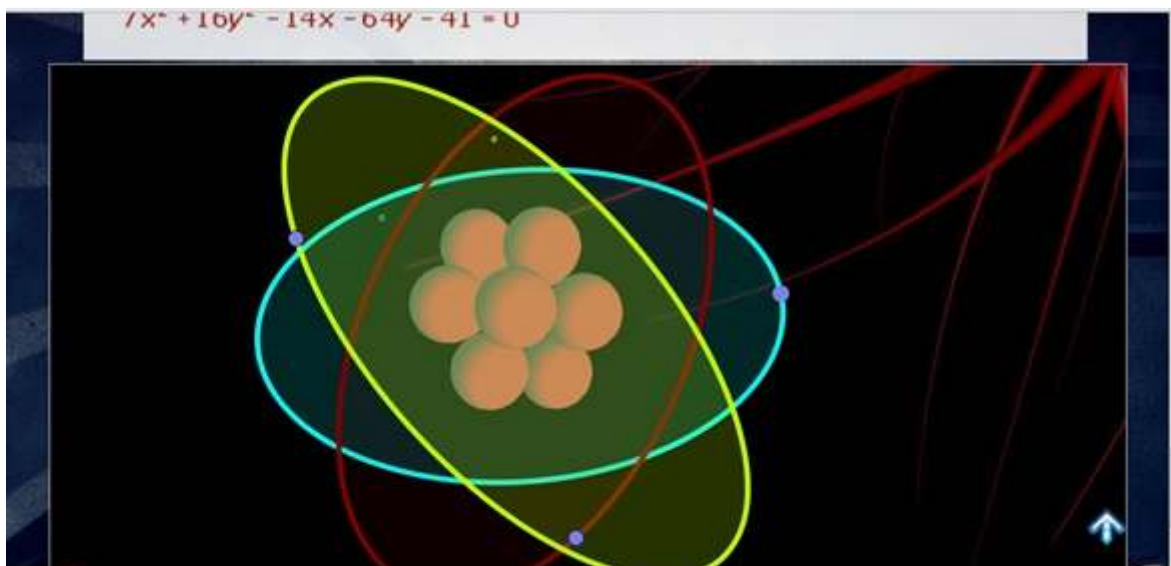 7x² + 16y² - 14x - 64y - 41 = 0